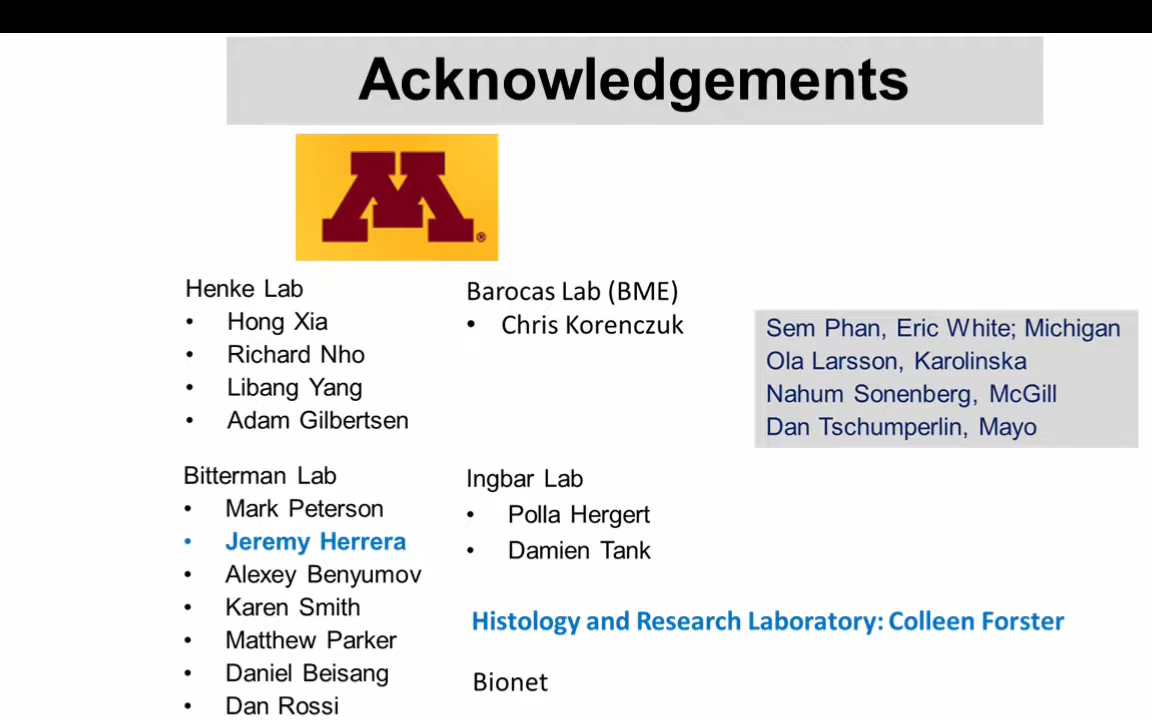 Acknowledgements
M®
Henke Lab
• Hong Xia
• Richard Nho
• Libang Yang
• Adam Gilbertsen
Barocas Lab (BME)
• Chris Korenczuk
Sem Phan, Eric White; Michigan
Ola Larsson, Karolinska
Nahum Sonenberg, McGill
Dan Tschumperlin, Mayo
Bitterman Lab
• Mark Peterson
• Jeremy Herrera
• Alexey Benyumov
• Karen Smith
• Matthew Parker
• Daniel Beisang
• Dan Rossi
Ingbar Lab
• Polla Hergert
• Damien Tank
Histology and Research Laboratory: Colleen Forster
Bionet